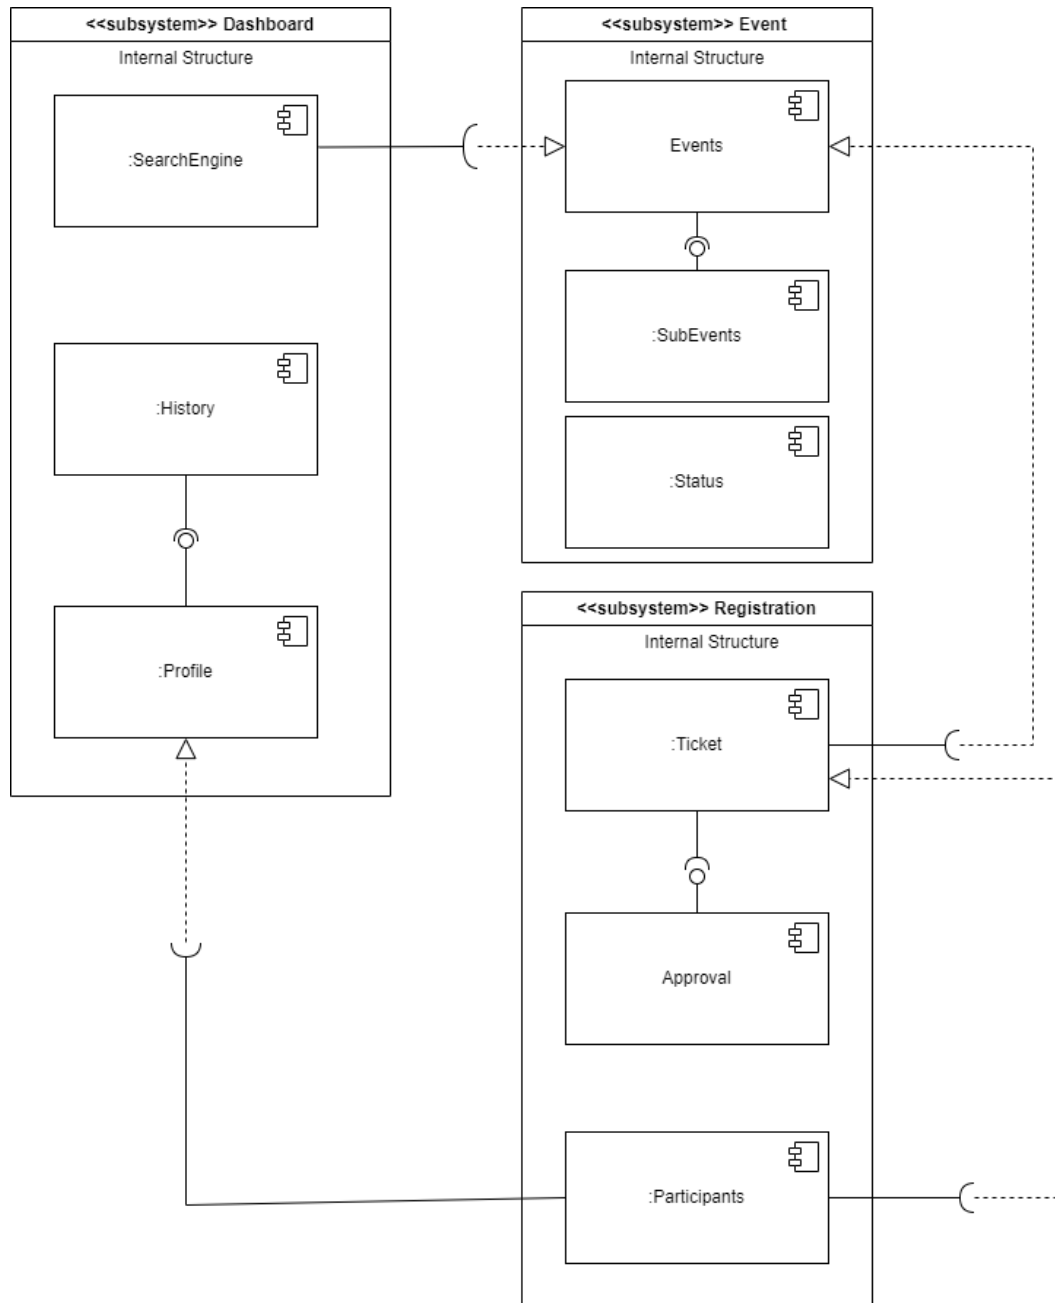 <<subsystem>> Dashboard
Internal Structure
:SearchEngine
:History
:Profile
<<subsystem>> Event
Internal Structure
Events
:SubEvents
:Status
<<subsystem>> Registration
Internal Structure
:Ticket
Approval
:Participants